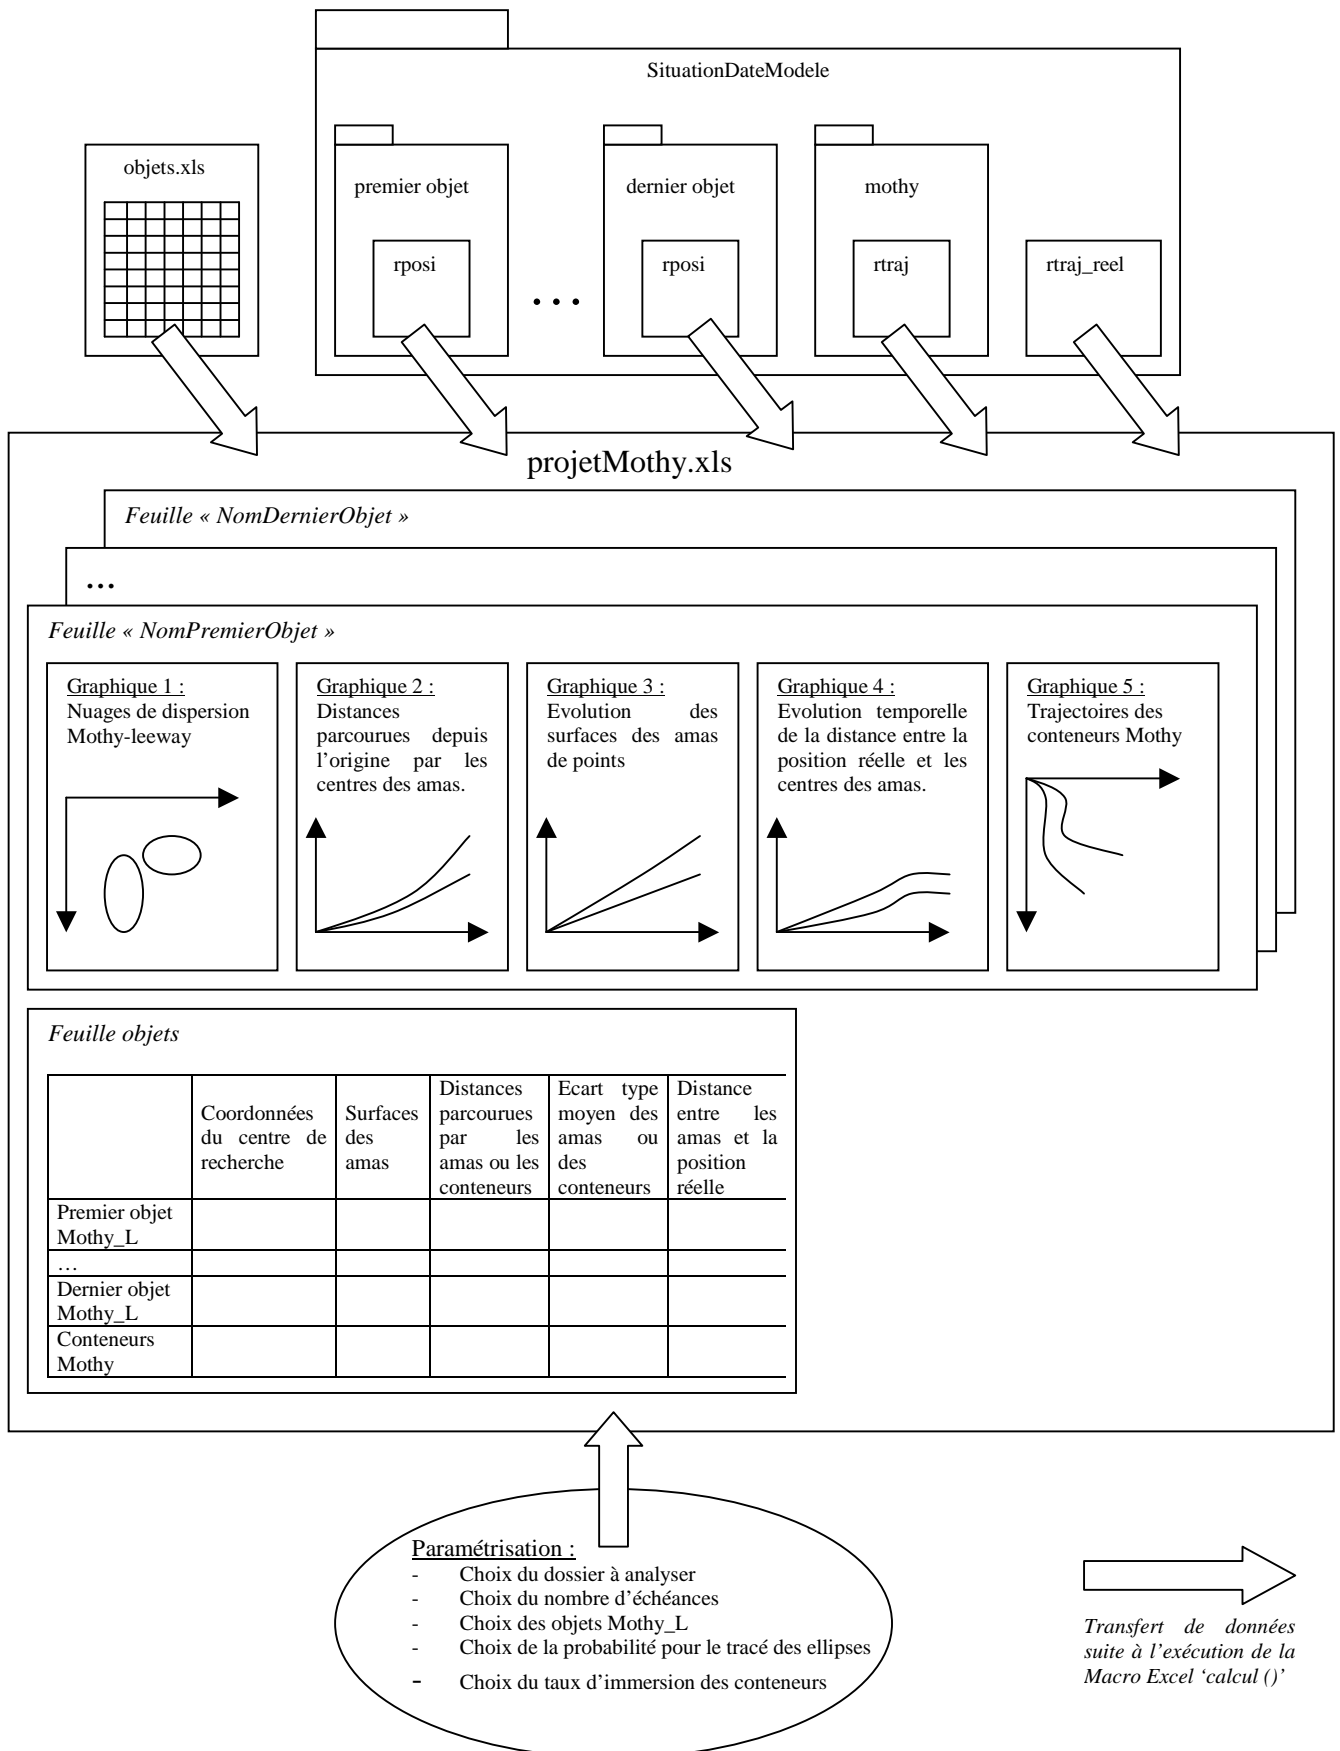 SituationDateModele
objets.xls
premier objet
dernier objet
mothy
rposi
...
rposi
rtraj
rtraj_reel
projetMothy.xls
Feuille « NomDernierObjet »
...
Feuille « NomPremierObjet »
Graphique 1 :
Nuages de dispersion
Mothy-leeway
Graphique 2 :
Distances
parcourues depuis
l’origine par les
centres des amas.
Graphique 3 :
Evolution des
surfaces des amas
de points
Graphique 4 :
Evolution temporelle
de la distance entre la
position réelle et les
centres des amas.
Graphique 5 :
Trajectoires des
conteneurs Mothy
Feuille objets
Coordonnées
du centre de
recherche
Surfaces
des
amas
Distances
parcourues
par les
amas ou les
conteneurs
Ecart type
moyen des
amas ou
des
conteneurs
Distance
entre les
amas et la
position
réelle
Premier objet
Mothy_L
…
Dernier objet
Mothy_L
Conteneurs
Mothy
Paramétrisation :
- Choix du dossier à analyser
- Choix du nombre d’échéances
- Choix des objets Mothy_L
- Choix de la probabilité pour le tracé des ellipses
- Choix du taux d’immersion des conteneurs
Transfert de données
suite à l’exécution de la
Macro Excel ‘calcul ()’